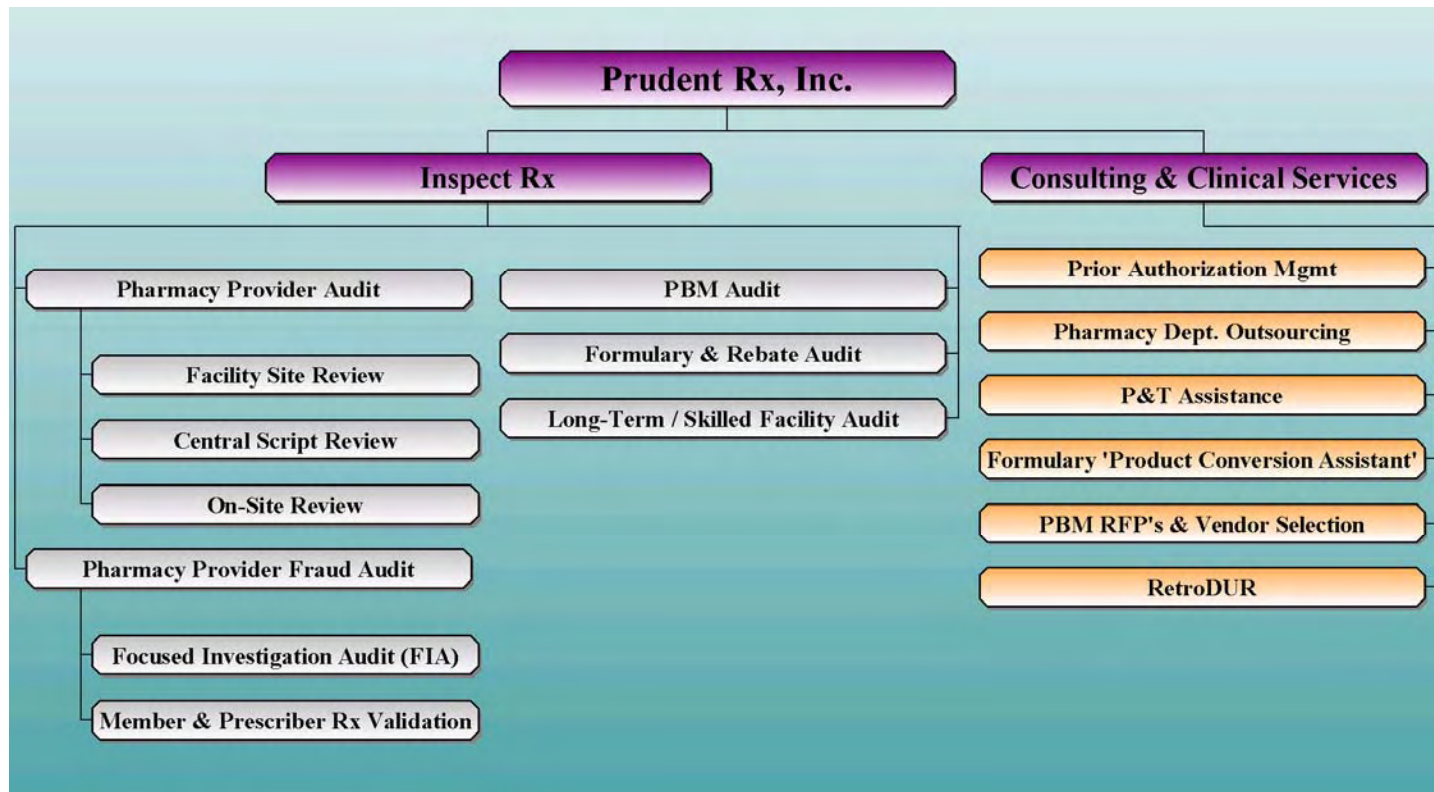 Prudent Rx, Inc.
Inspect Rx
Consulting & Clinical Services
Pharmacy Provider Audit
Facility Site Review
Central Script Review
On-Site Review
Pharmacy Provider Fraud Audit
Focused Investigation Audit (FIA)
Member & Prescriber Rx Validation
PBM Audit
Formulary & Rebate Audit
Long-Term / Skilled Facility Audit
Prior Authorization Mgmt
Pharmacy Dept. Outsourcing
P&T Assistance
Formulary 'Product Conversion Assistant'
PBM RFP's & Vendor Selection
RetroDUR